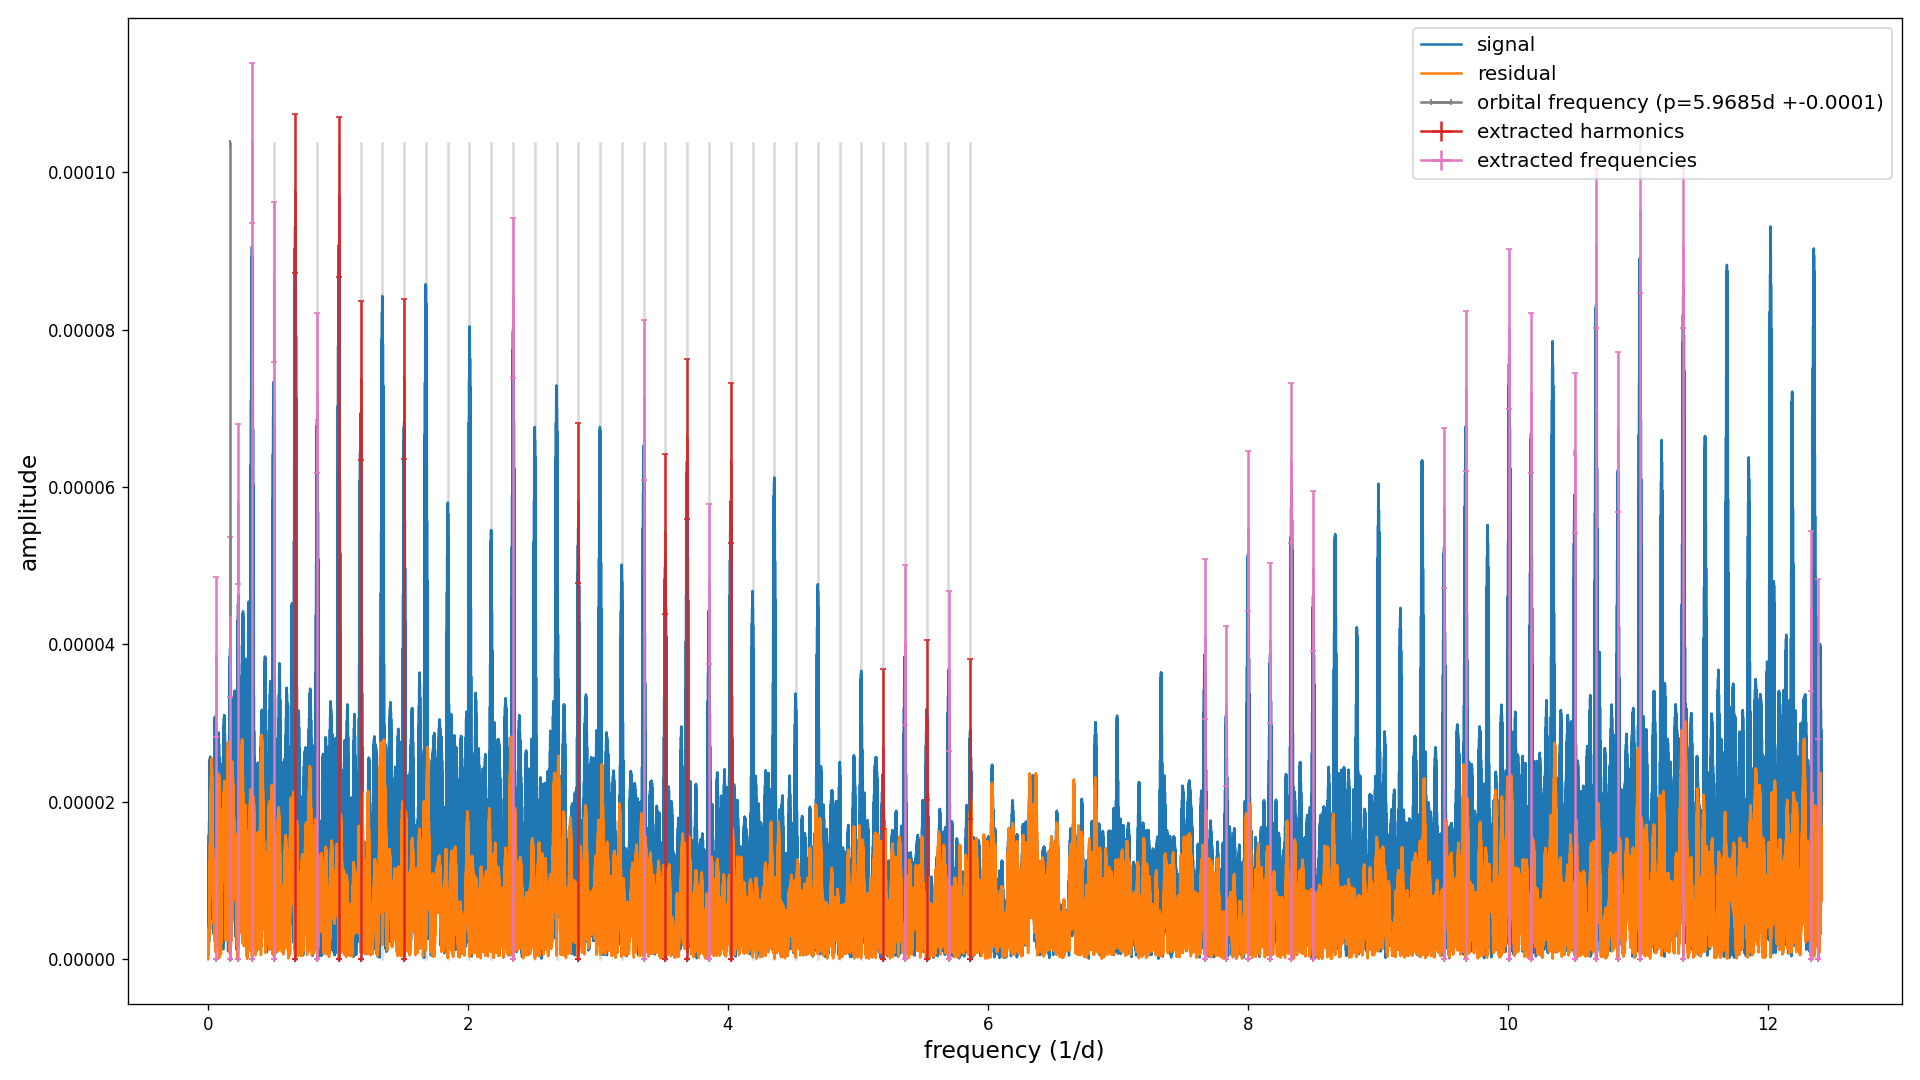 signal
residual
orbital frequency (p=5.9685d +-0.0001)
extracted harmonics
extracted frequencies
amplitude
0.00010
0.00008
0.00006
0.00004
0.00002
0.00000
0 2 4 6 8 10 12
frequency (1/d)